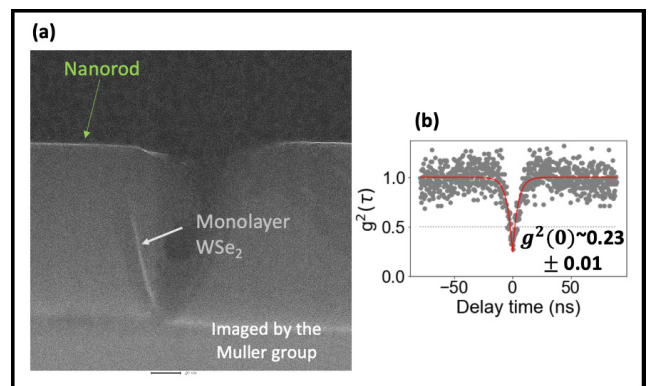 (a)
Nanorod
Monolayer
WSe₂
Imaged by the
Muller group
(b)
g²(τ)
1.0
0.5
0.0
g²(0)~0.23
± 0.01
−50
0
50
Delay time (ns)